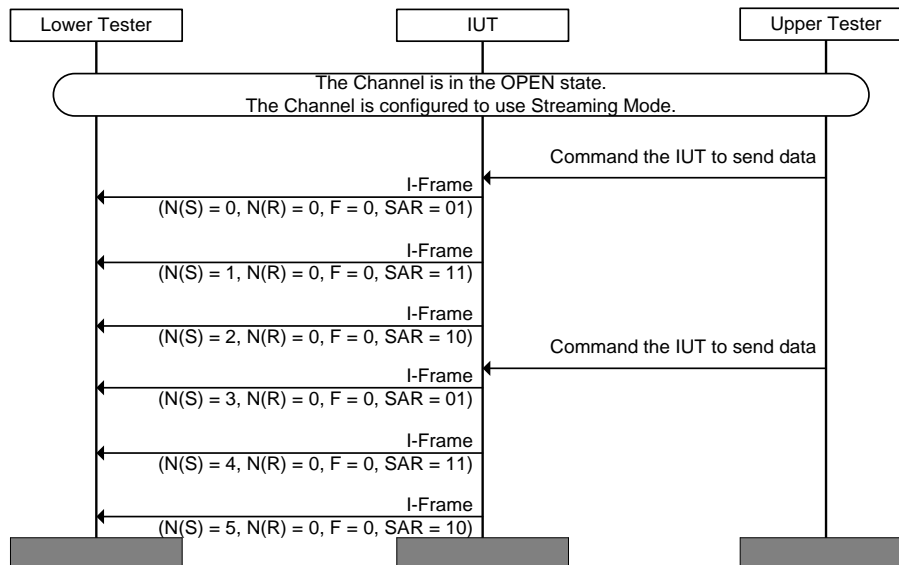 Lower Tester
IUT
Upper Tester
The Channel is in the OPEN state.
The Channel is configured to use Streaming Mode.
Command the IUT to send data
I-Frame
(N(S) = 0, N(R) = 0, F = 0, SAR = 01)
I-Frame
(N(S) = 1, N(R) = 0, F = 0, SAR = 11)
I-Frame
(N(S) = 2, N(R) = 0, F = 0, SAR = 10)
Command the IUT to send data
I-Frame
(N(S) = 3, N(R) = 0, F = 0, SAR = 01)
I-Frame
(N(S) = 4, N(R) = 0, F = 0, SAR = 11)
I-Frame
(N(S) = 5, N(R) = 0, F = 0, SAR = 10)